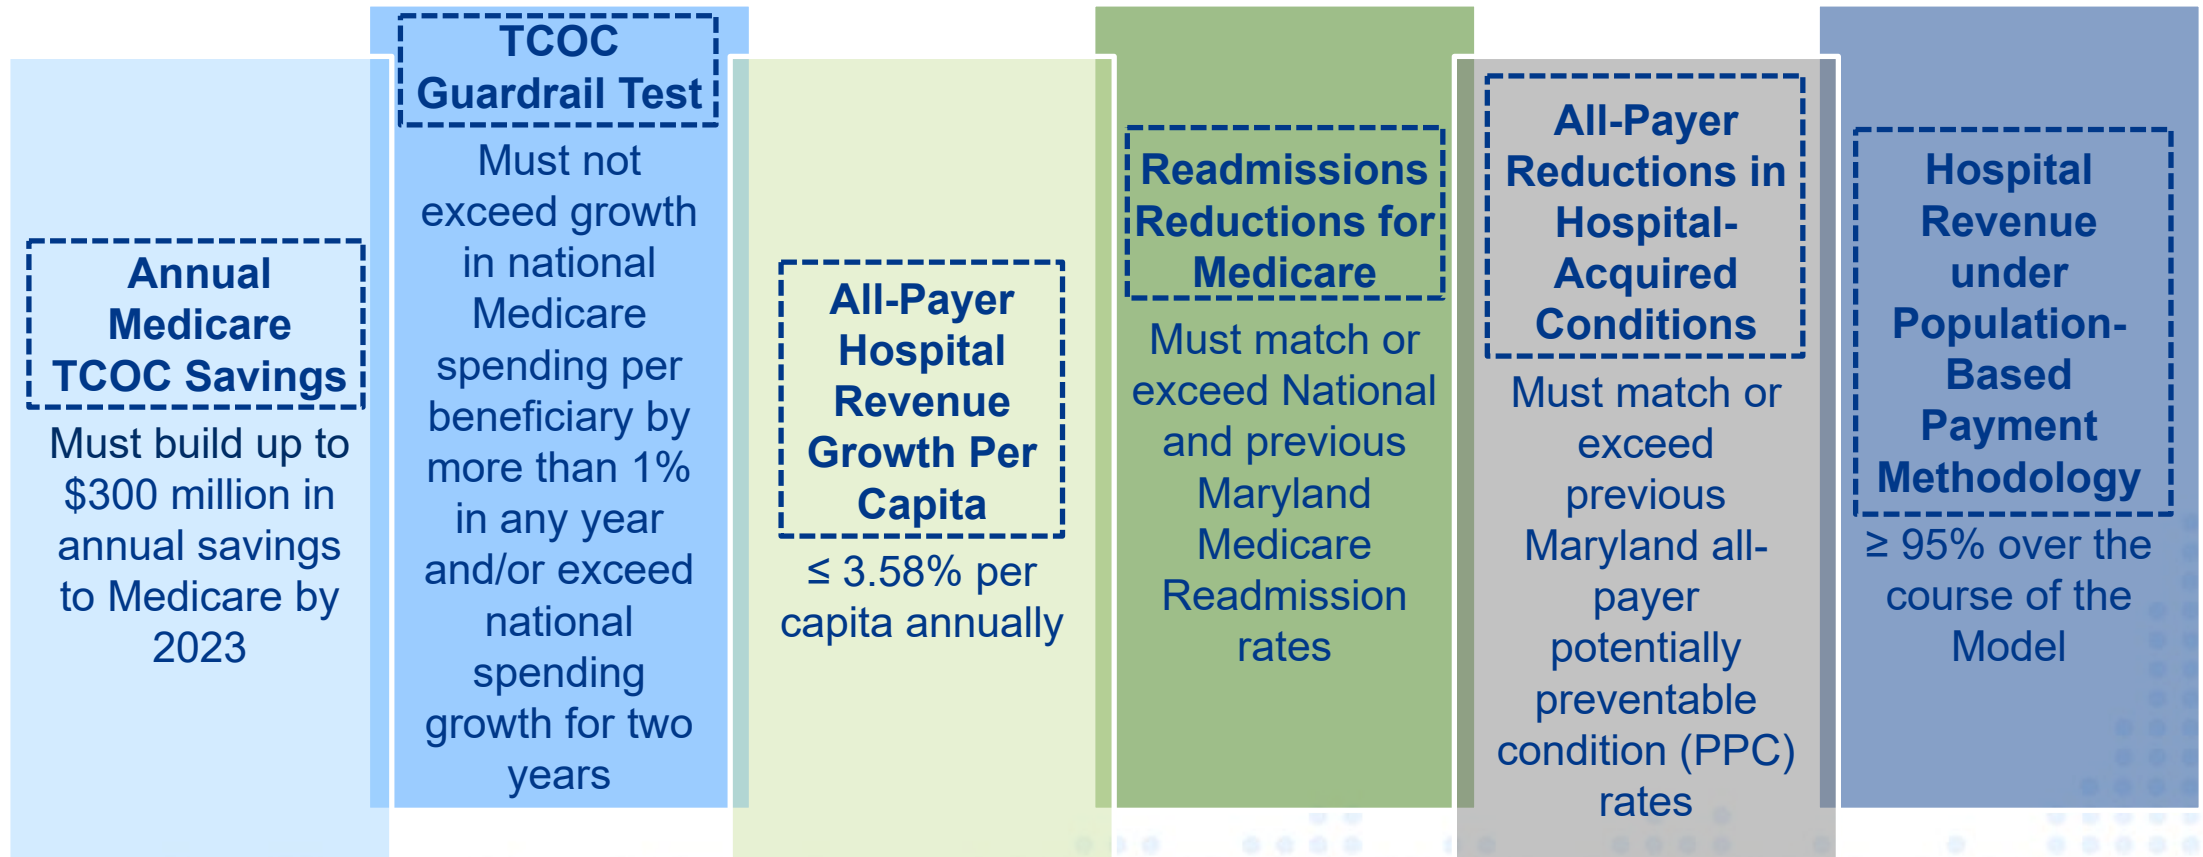 Annual
Medicare
TCOC Savings
Must build up to
$300 million in
annual savings
to Medicare by
2023
TCOC
Guardrail Test
Must not
exceed growth
in national
Medicare
spending per
beneficiary by
more than 1%
in any year
and/or exceed
national
spending
growth for two
years
All-Payer
Hospital
Revenue
Growth Per
Capita
≤ 3.58% per
capita annually
Readmissions
Reductions for
Medicare
Must match or
exceed National
and previous
Maryland
Medicare
Readmission
rates
All-Payer
Reductions in
Hospital-
Acquired
Conditions
Must match or
exceed
previous
Maryland all-
payer
potentially
preventable
condition (PPC)
rates
Hospital
Revenue
under
Population-
Based
Payment
Methodology
≥ 95% over the
course of the
Model